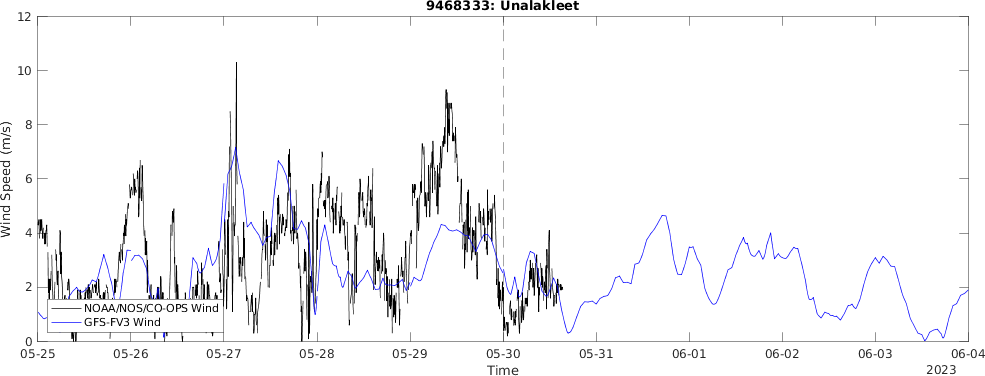 9468333: Unalakleet
Wind Speed (m/s)
12
10
8
6
4
2
0
NOAA/NOS/CO-OPS Wind
GFS-FV3 Wind
05-25 05-26 05-27 05-28 05-29 05-30 05-31 06-01 06-02 06-03 06-04
Time
2023